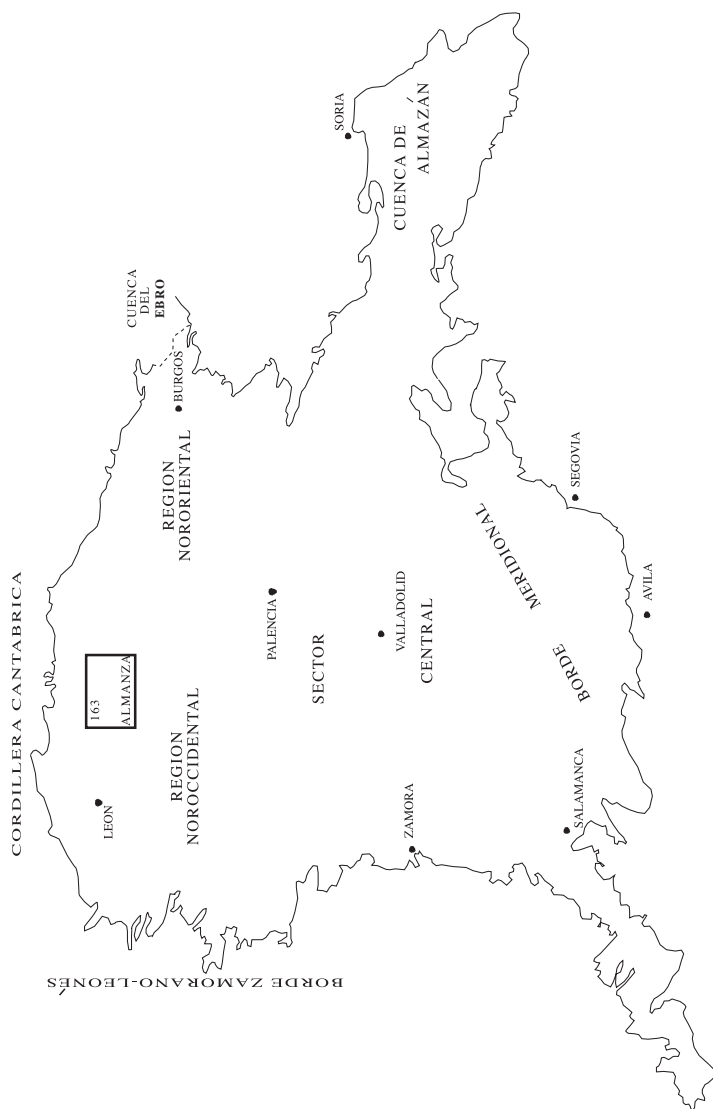 CORDILLERA CANTABRICA
BORDE ZAMORANO-LEONÉS
LEON
163
ALMANZA
REGION
NOROCCIDENTAL
REGION
NORORIENTAL
BURGOS
CUENCA
DEL
EBRO
PALENCIA
SECTOR
CENTRAL
VALLADOLID
ZAMORA
SORIA
CUENCA DE
ALMAZÁN
BORDE MERIDIONAL
SALAMANCA
AVILA
SEGOVIA